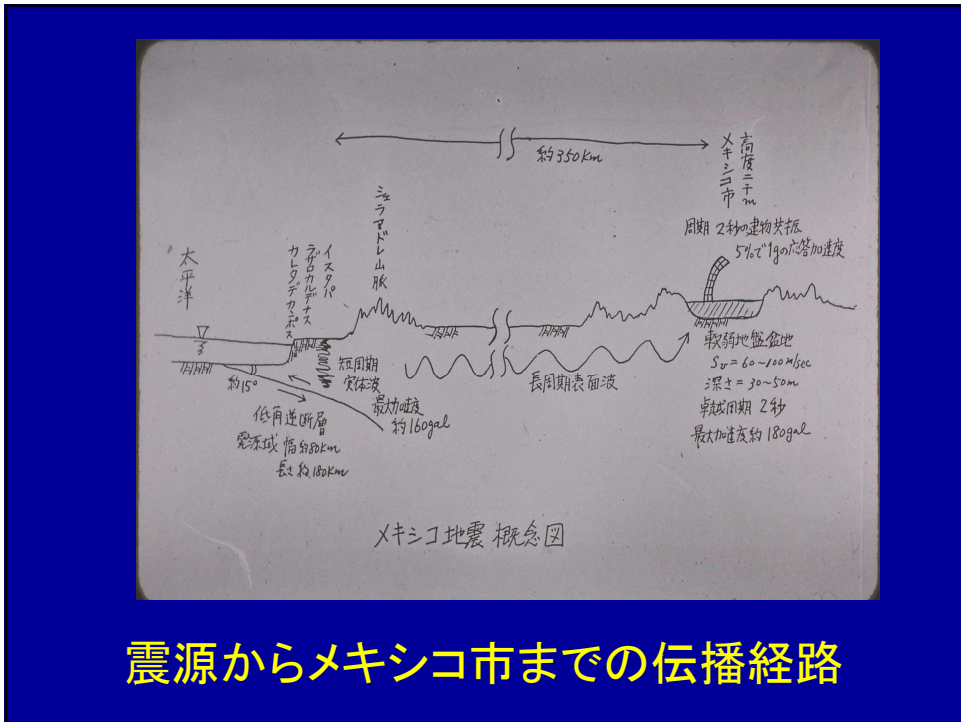 約350Km
メキシコ市
高度二千m
周期 2秒の建物共振
5%で1gの応答加速度
シェラマドレ山脈
太平洋
カレタデカンポス
ラザロカルデナス
イスタパ
短周期
実体波
最大加速度
約160gal
長周期表面波
軟弱地盤盆地
Sv = 60~100m/sec
深さ = 30~50m
卓越周期 2秒
最大加速度約180gal
約15°
低角逆断層
震源域 幅約80Km
長さ約180Km
メキシコ地震 概念図
震源からメキシコ市までの伝播経路